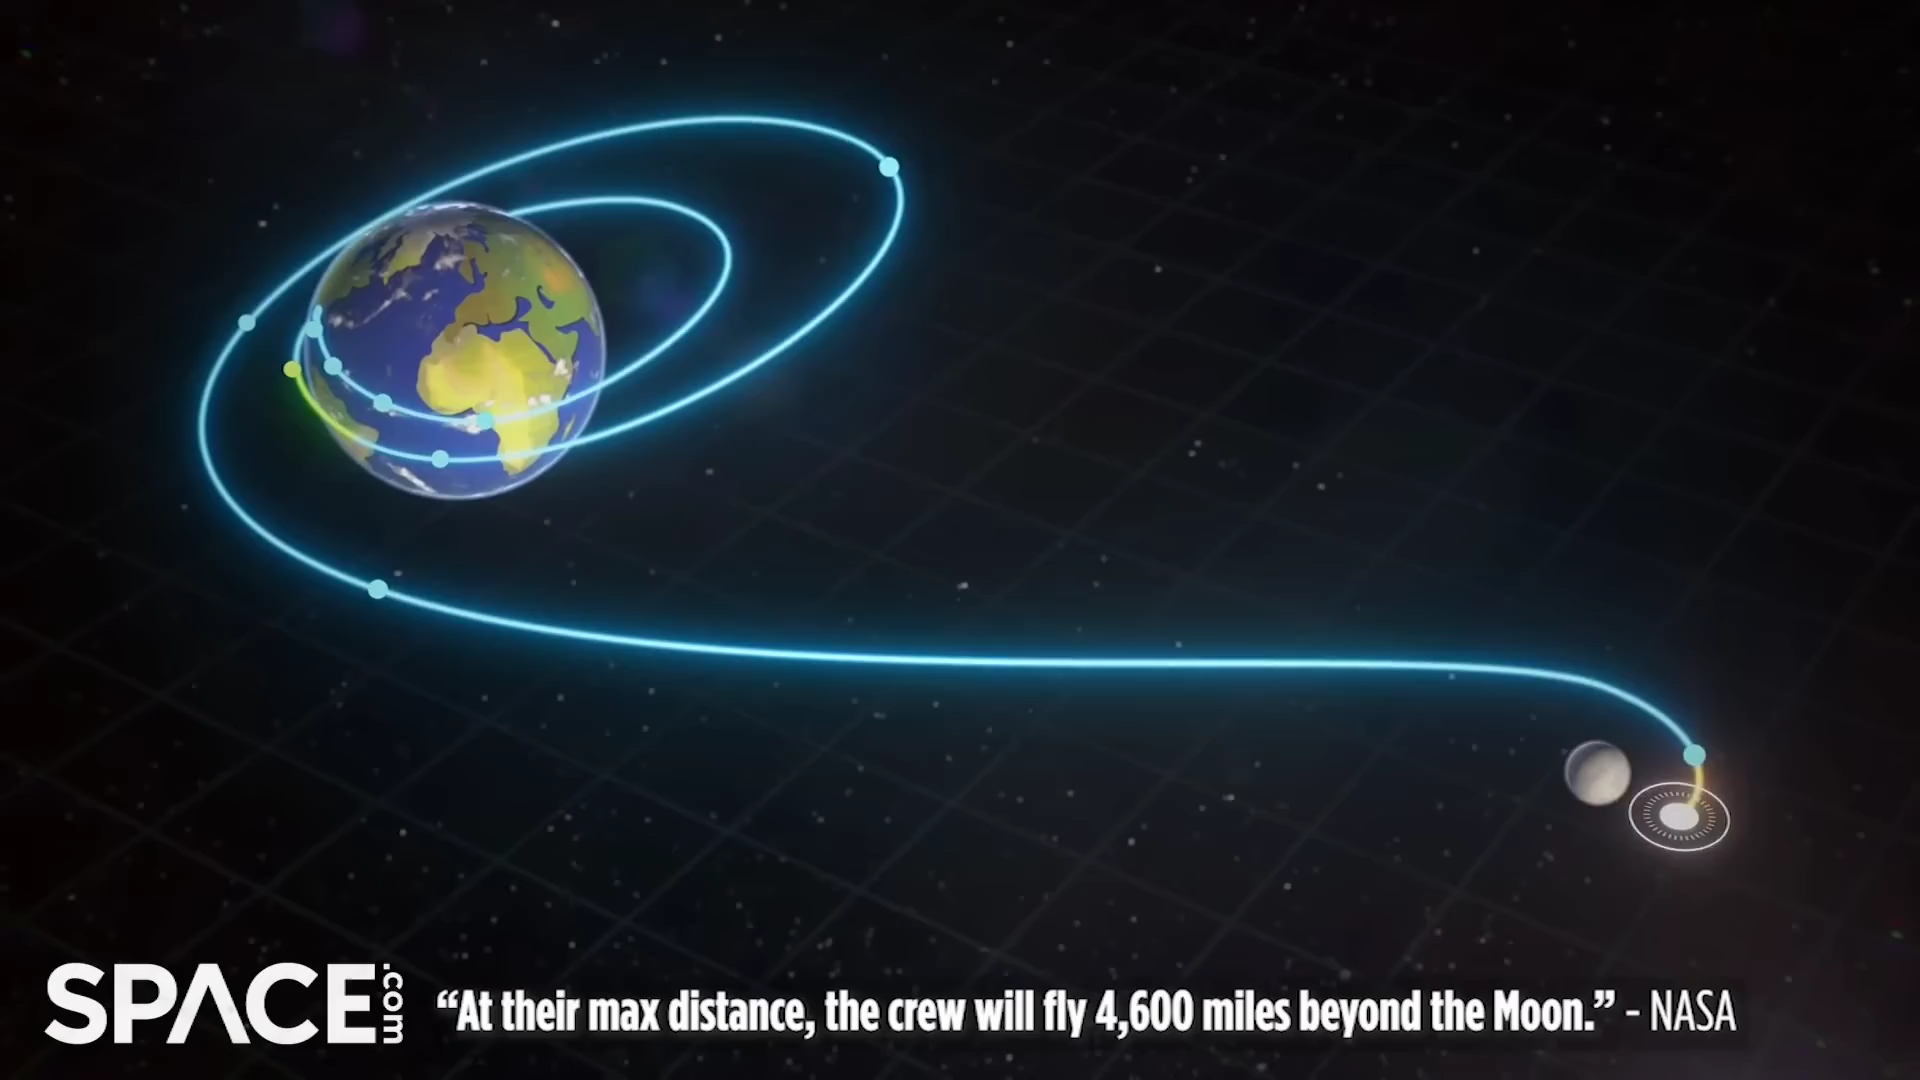 SPACE.com
“At their max distance, the crew will fly 4,600 miles beyond the Moon.” - NASA